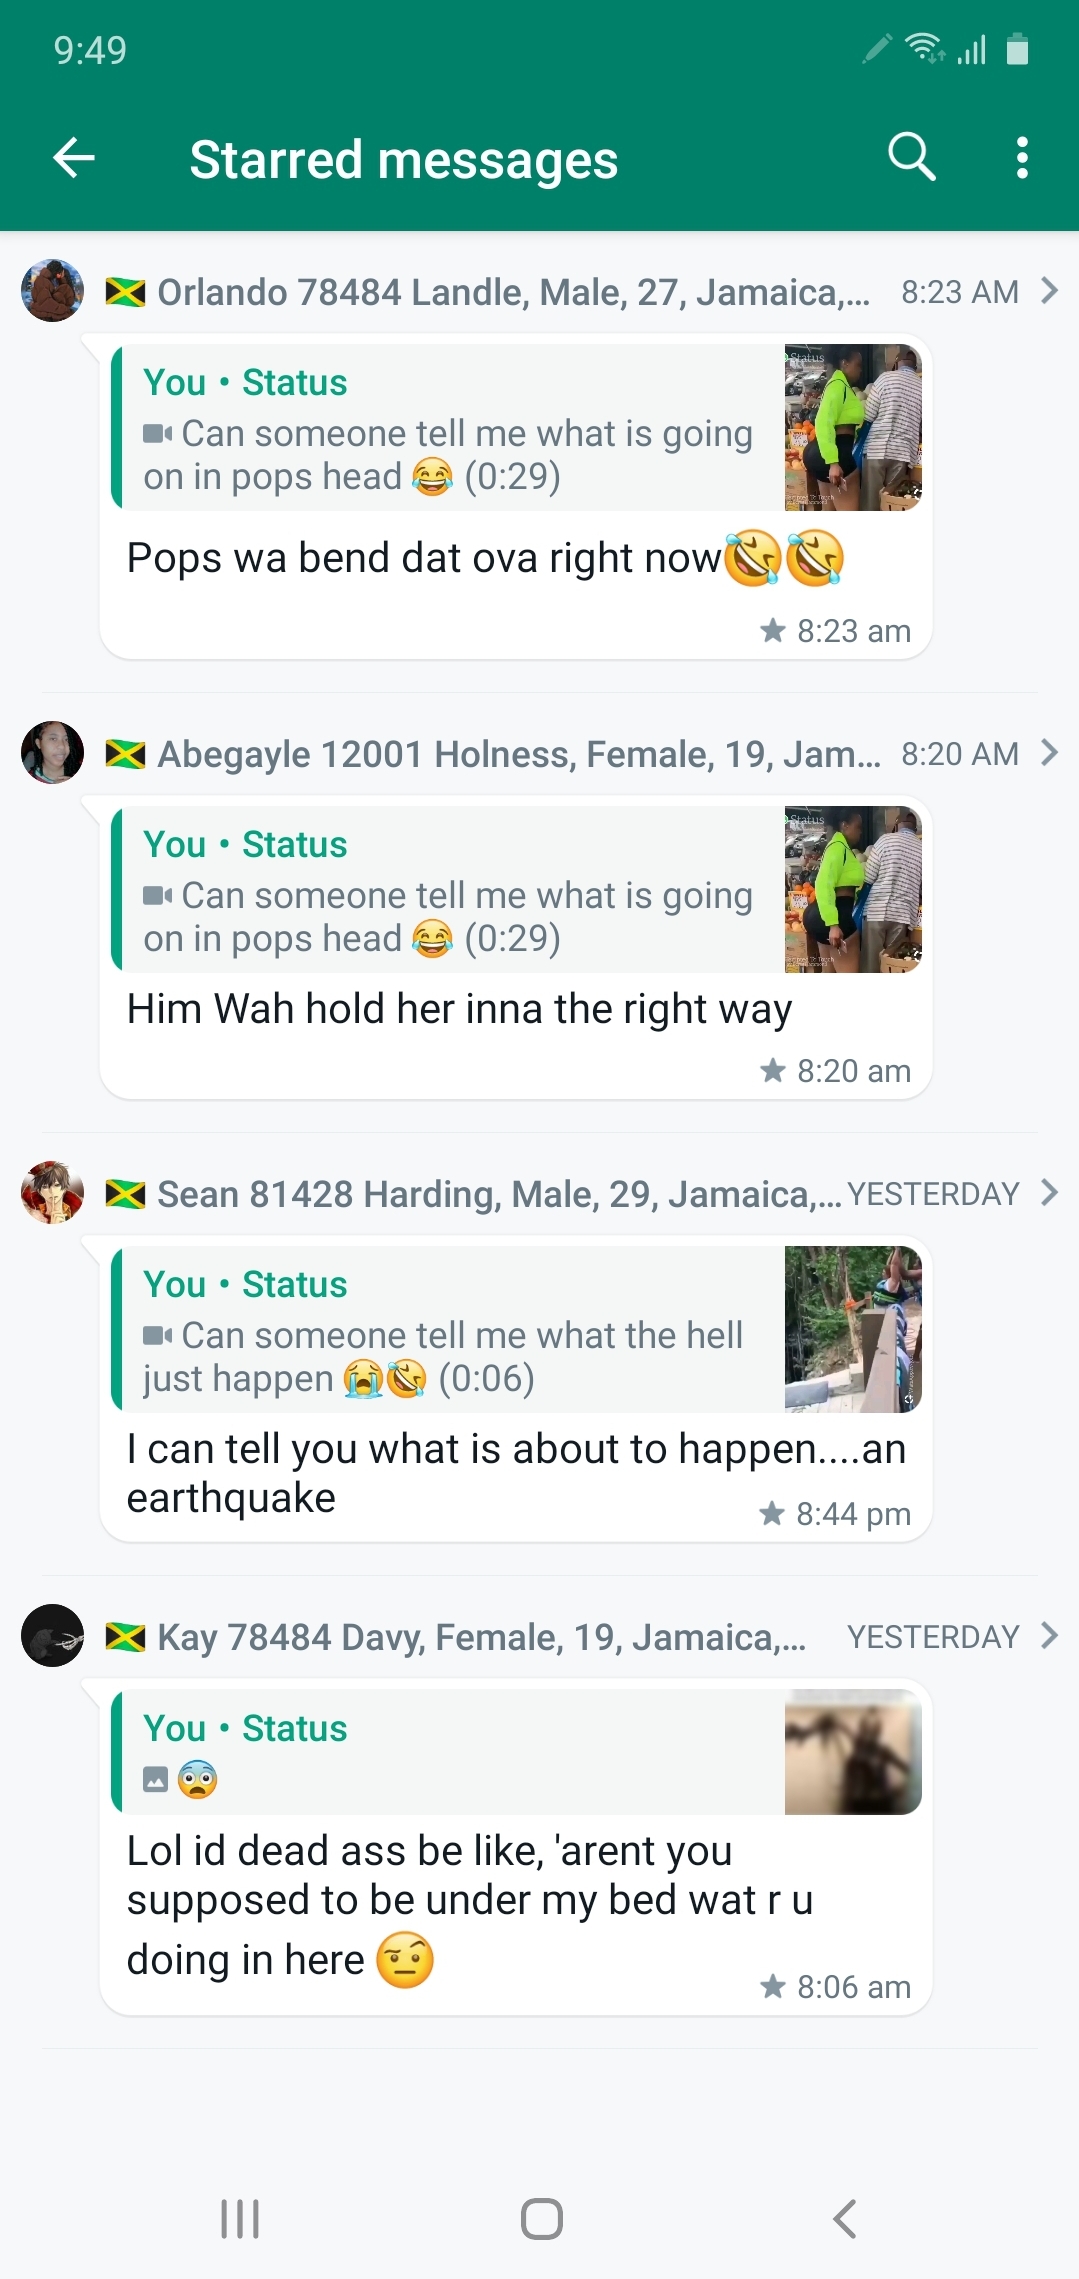 9:49
Starred messages
🇯🇲 Orlando 78484 Landle, Male, 27, Jamaica,... 8:23 AM
You • Status
Can someone tell me what is going
on in pops head 😂 (0:29)
Status
Pops wa bend dat ova right now🤣🤣
8:23 am
🇯🇲 Abegayle 12001 Holness, Female, 19, Jam... 8:20 AM
You • Status
Can someone tell me what is going
on in pops head 😂 (0:29)
Status
Him Wah hold her inna the right way
8:20 am
🇯🇲 Sean 81428 Harding, Male, 29, Jamaica,... YESTERDAY
You • Status
Can someone tell me what the hell
just happen 😭🤣 (0:06)
I can tell you what is about to happen....an
earthquake
8:44 pm
🇯🇲 Kay 78484 Davy, Female, 19, Jamaica,... YESTERDAY
You • Status
😨
Lol id dead ass be like, 'arent you
supposed to be under my bed wat r u
doing in here 🤨
8:06 am